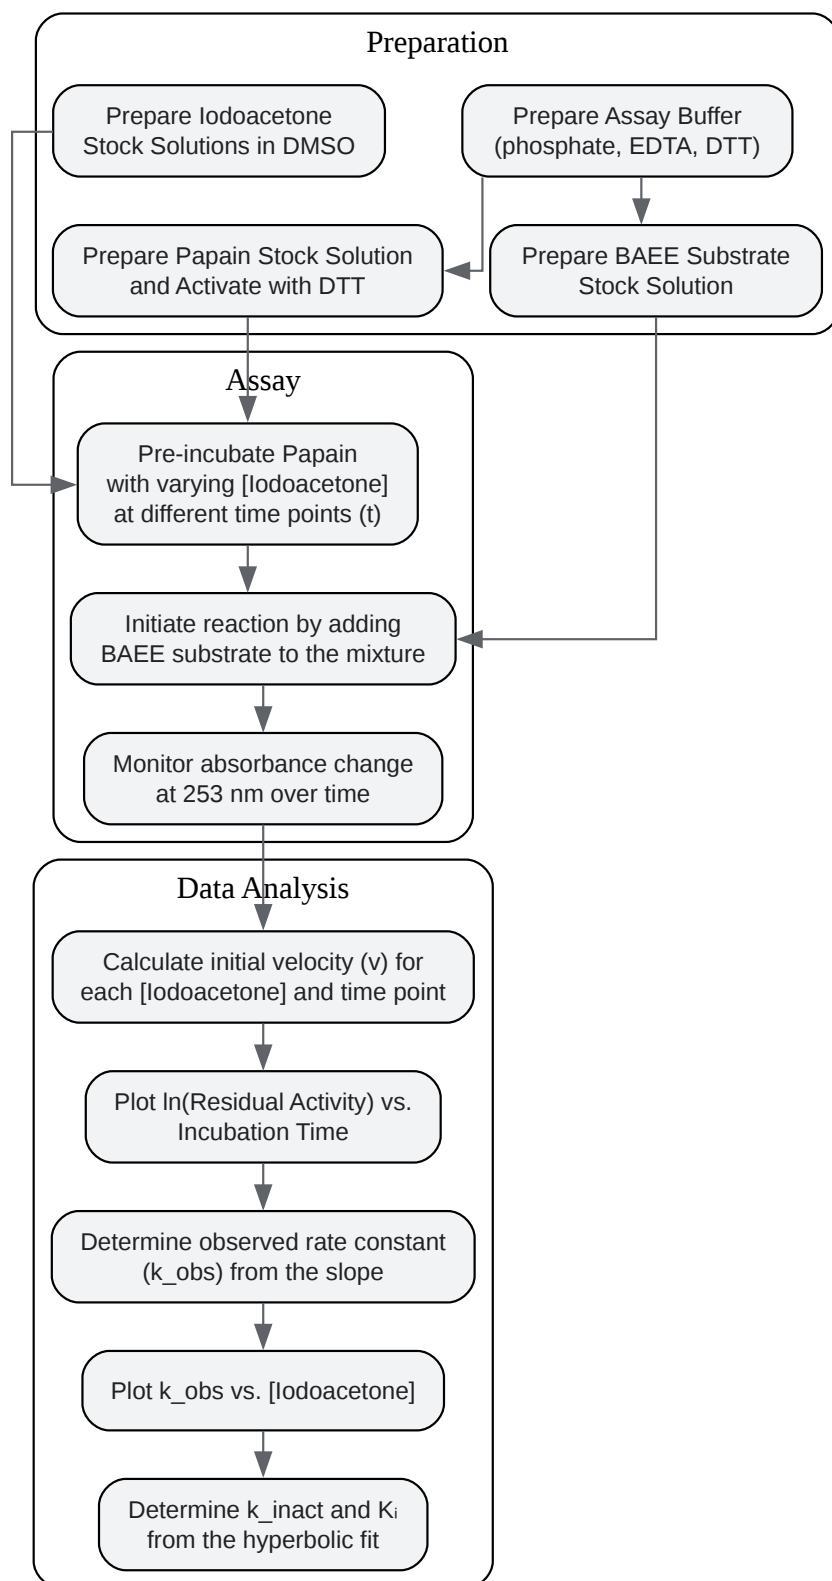 Preparation
Prepare Iodoacetone
Stock Solutions in DMSO
Prepare Assay Buffer
(phosphate, EDTA, DTT)
Prepare Papain Stock Solution
and Activate with DTT
Prepare BAEE Substrate
Stock Solution
Assay
Pre-incubate Papain
with varying [Iodoacetone]
at different time points (t)
Initiate reaction by adding
BAEE substrate to the mixture
Monitor absorbance change
at 253 nm over time
Data Analysis
Calculate initial velocity (v) for
each [Iodoacetone] and time point
Plot ln(Residual Activity) vs.
Incubation Time
Determine observed rate constant
(k_obs) from the slope
Plot k_obs vs. [Iodoacetone]
Determine k_inact and Kᵢ
from the hyperbolic fit